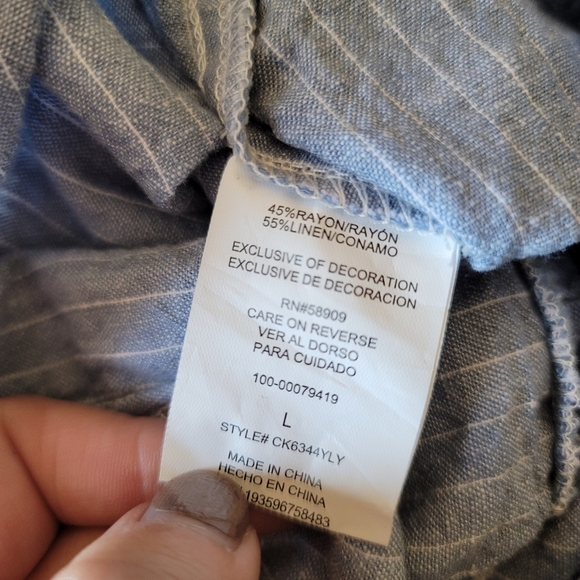 45%RAYON/RAYÓN
55%LINEN/CONAMO
EXCLUSIVE OF DECORATION
EXCLUSIVE DE DECORACION
RN#58909
CARE ON REVERSE
VER AL DORSO
PARA CUIDADO
100-00079419
L
STYLE# CK6344YLY
MADE IN CHINA
HECHO EN CHINA
193596758483